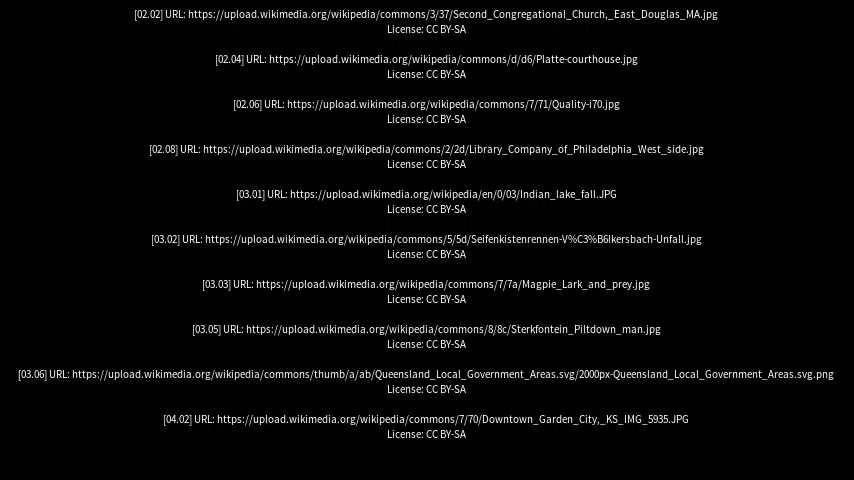 [02.02] URL: https://upload.wikimedia.org/wikipedia/commons/3/37/Second_Congregational_Church,_East_Douglas_MA.jpg
License: CC BY-SA
[02.04] URL: https://upload.wikimedia.org/wikipedia/commons/d/d6/Platte-courthouse.jpg
License: CC BY-SA
[02.06] URL: https://upload.wikimedia.org/wikipedia/commons/7/71/Quality-i70.jpg
License: CC BY-SA
[02.08] URL: https://upload.wikimedia.org/wikipedia/commons/2/2d/Library_Company_of_Philadelphia_West_side.jpg
License: CC BY-SA
[03.01] URL: https://upload.wikimedia.org/wikipedia/en/0/03/Indian_lake_fall.JPG
License: CC BY-SA
[03.02] URL: https://upload.wikimedia.org/wikipedia/commons/5/5d/Seifenkistenrennen-V%C3%B6lkersbach-Unfall.jpg
License: CC BY-SA
[03.03] URL: https://upload.wikimedia.org/wikipedia/commons/7/7a/Magpie_Lark_and_prey.jpg
License: CC BY-SA
[03.05] URL: https://upload.wikimedia.org/wikipedia/commons/8/8c/Sterkfontein_Piltdown_man.jpg
License: CC BY-SA
[03.06] URL: https://upload.wikimedia.org/wikipedia/commons/thumb/a/ab/Queensland_Local_Government_Areas.svg/2000px-Queensland_Local_Government_Areas.svg.png
License: CC BY-SA
[04.02] URL: https://upload.wikimedia.org/wikipedia/commons/7/70/Downtown_Garden_City,_KS_IMG_5935.JPG
License: CC BY-SA